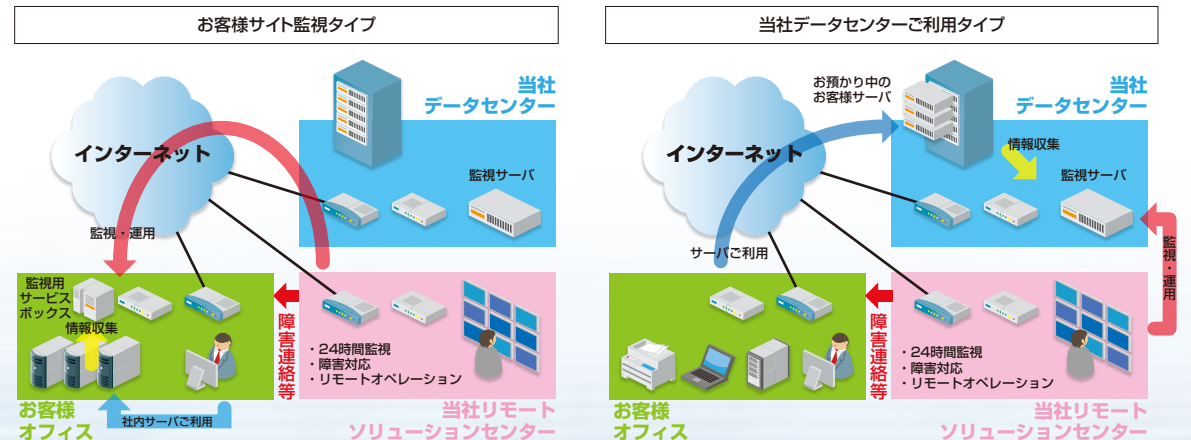 お客様サイト監視タイプ
当社
データセンター
インターネット
監視サーバ
監視・運用
監視用
サービス
ボックス
情報収集
障害連絡等
・24時間監視
・障害対応
・リモートオペレーション
お客様
オフィス
社内サーバご利用
当社リモート
ソリューションセンター
当社データセンターご利用タイプ
お預かり中の
お客様サーバ
当社
データセンター
インターネット
情報収集
監視サーバ
サーバご利用
監視・運用
障害連絡等
・24時間監視
・障害対応
・リモートオペレーション
お客様
オフィス
当社リモート
ソリューションセンター